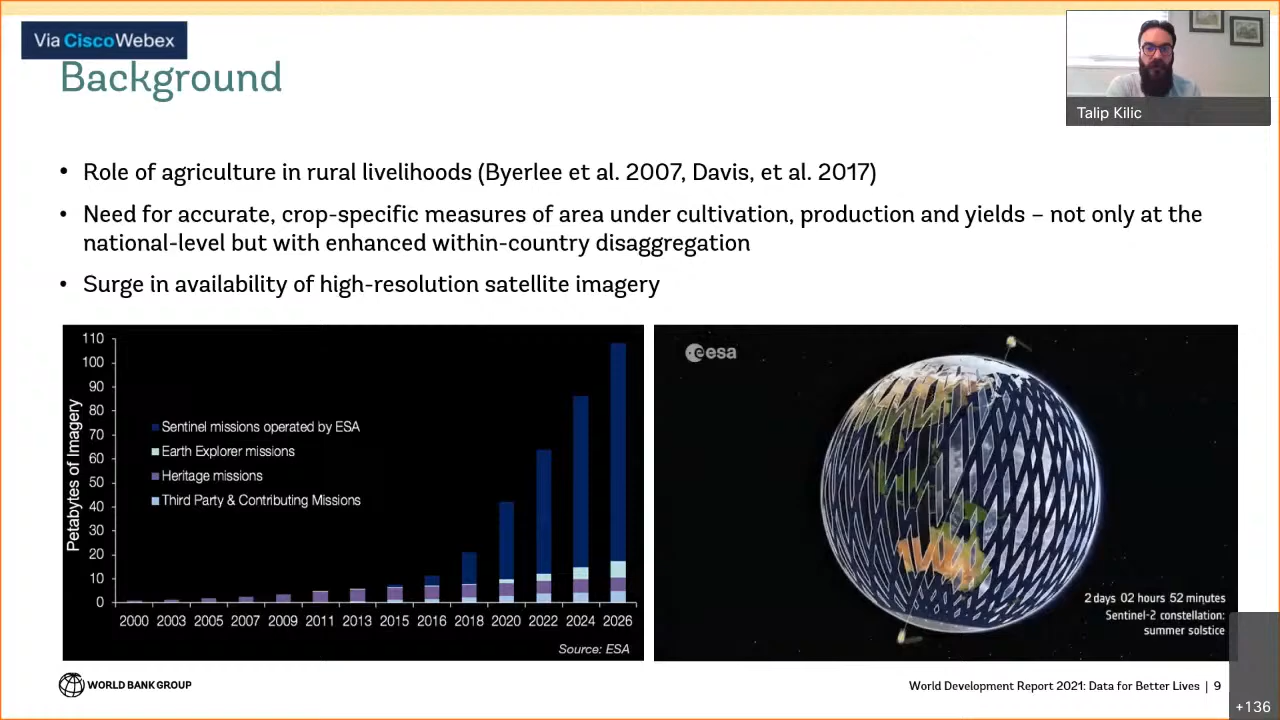 Via CiscoWebex
Background
Talip Kilic
• Role of agriculture in rural livelihoods (Byerlee et al. 2007, Davis, et al. 2017)
• Need for accurate, crop-specific measures of area under cultivation, production and yields – not only at the
national-level but with enhanced within-country disaggregation
• Surge in availability of high-resolution satellite imagery
Petabytes of Imagery
110
100
90
80
70
60
50
40
30
20
10
0
Sentinel missions operated by ESA
Earth Explorer missions
Heritage missions
Third Party & Contributing Missions
2000 2003 2005 2007 2009 2011 2013 2015 2016 2018 2020 2022 2024 2026
Source: ESA
esa
2 days 02 hours 52 minutes
Sentinel-2 constellation:
summer solstice
WORLD BANK GROUP
World Development Report 2021: Data for Better Lives | 9
+136